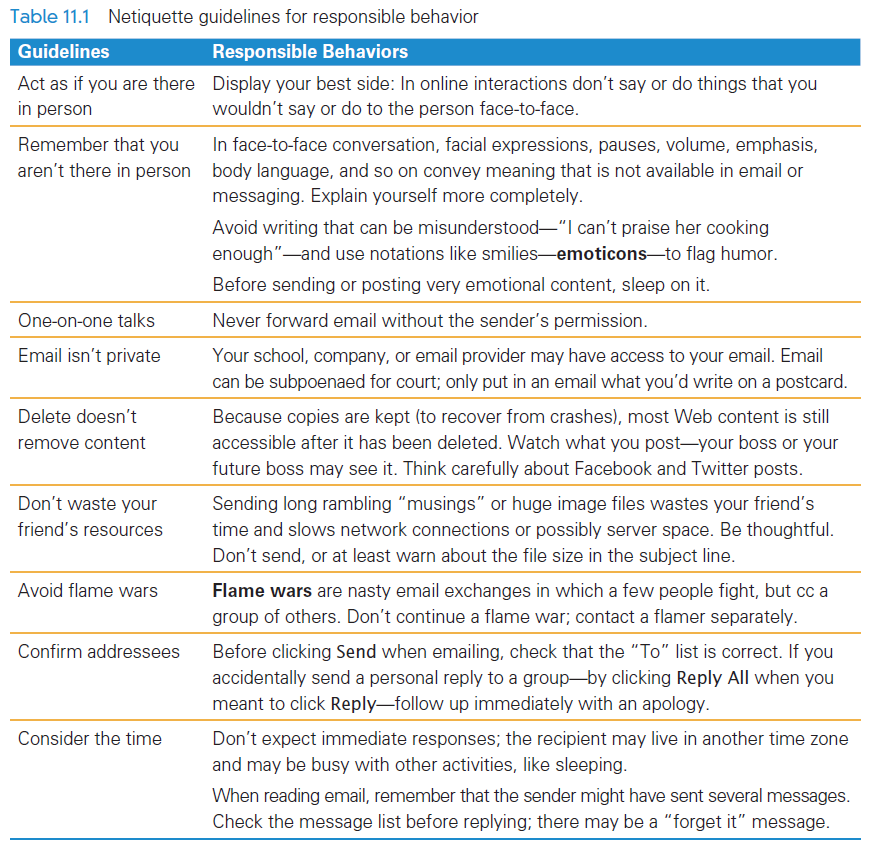 Table 11.1 Netiquette guidelines for responsible behavior
Guidelines Responsible Behaviors
Act as if you are there in person
Display your best side: In online interactions don't say or do things that you
wouldn't say or do to the person face-to-face.
Remember that you
aren't there in person
In face-to-face conversation, facial expressions, pauses, volume, emphasis,
body language, and so on convey meaning that is not available in email or
messaging. Explain yourself more completely.
Avoid writing that can be misunderstood—“I can't praise her cooking
enough”—and use notations like smilies—emoticons—to flag humor.
Before sending or posting very emotional content, sleep on it.
One-on-one talks
Never forward email without the sender's permission.
Email isn't private
Your school, company, or email provider may have access to your email. Email
can be subpoenaed for court; only put in an email what you'd write on a postcard.
Delete doesn't
remove content
Because copies are kept (to recover from crashes), most Web content is still
accessible after it has been deleted. Watch what you post—your boss or your
future boss may see it. Think carefully about Facebook and Twitter posts.
Don't waste your
friend's resources
Sending long rambling “musings” or huge image files wastes your friend's
time and slows network connections or possibly server space. Be thoughtful.
Don't send, or at least warn about the file size in the subject line.
Avoid flame wars
Flame wars are nasty email exchanges in which a few people fight, but cc a
group of others. Don't continue a flame war; contact a flamer separately.
Confirm addressees
Before clicking Send when emailing, check that the “To” list is correct. If you
accidentally send a personal reply to a group—by clicking Reply All when you
meant to click Reply—follow up immediately with an apology.
Consider the time
Don't expect immediate responses; the recipient may live in another time zone
and may be busy with other activities, like sleeping.
When reading email, remember that the sender might have sent several messages.
Check the message list before replying; there may be a “forget it” message.